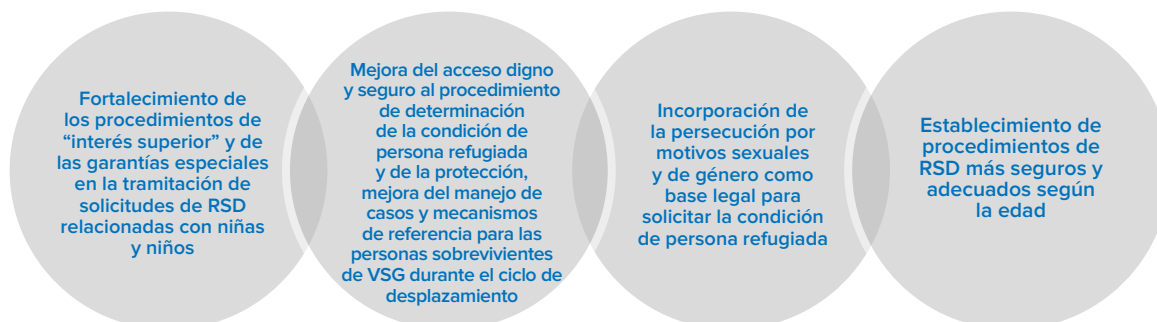 Fortalecimiento de
los procedimientos de
“interés superior” y de
las garantías especiales
en la tramitación de
solicitudes de RSD
relacionadas con niñas
y niños
Mejora del acceso digno
y seguro al procedimiento
de determinación
de la condición de
persona refugiada
y de la protección,
mejora del manejo de
casos y mecanismos
de referencia para las
personas sobrevivientes
de VSG durante el ciclo de
desplazamiento
Incorporación de
la persecución por
motivos sexuales
y de género como
base legal para
solicitar la condición
de persona refugiada
Establecimiento de
procedimientos de
RSD más seguros y
adecuados según
la edad